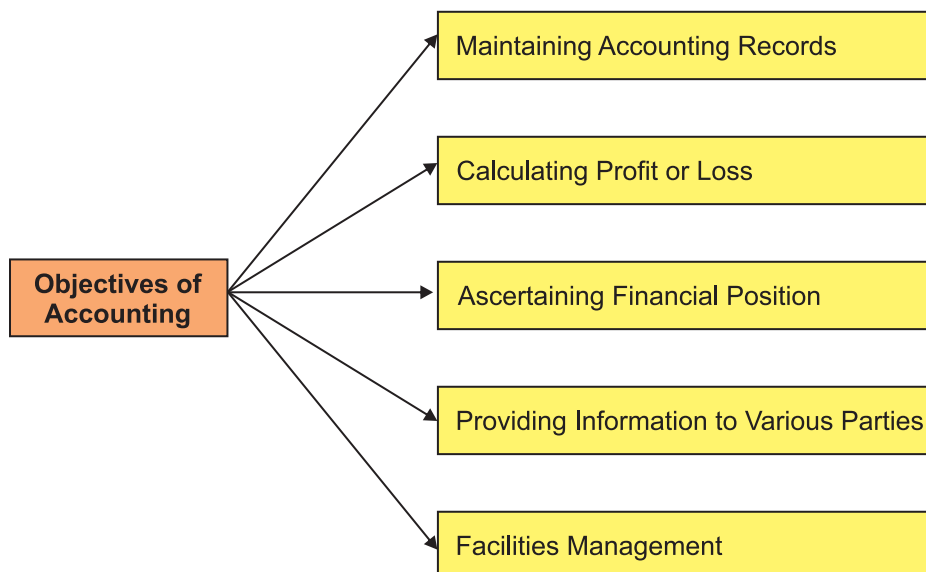 Maintaining Accounting Records
Calculating Profit or Loss
Objectives of
Accounting
Ascertaining Financial Position
Providing Information to Various Parties
Facilities Management